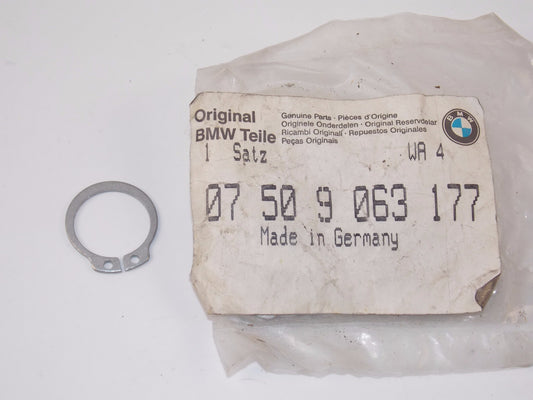 Original
BMW Teile
Genuine Parts · Pièces d'Origine
Originele Onderdelen · Original Reservdelar
Ricambi Originali · Repuestos Originales
Peças Originais
BMW
1 Satz WA 4
07 50 9 063 177
Made in Germany